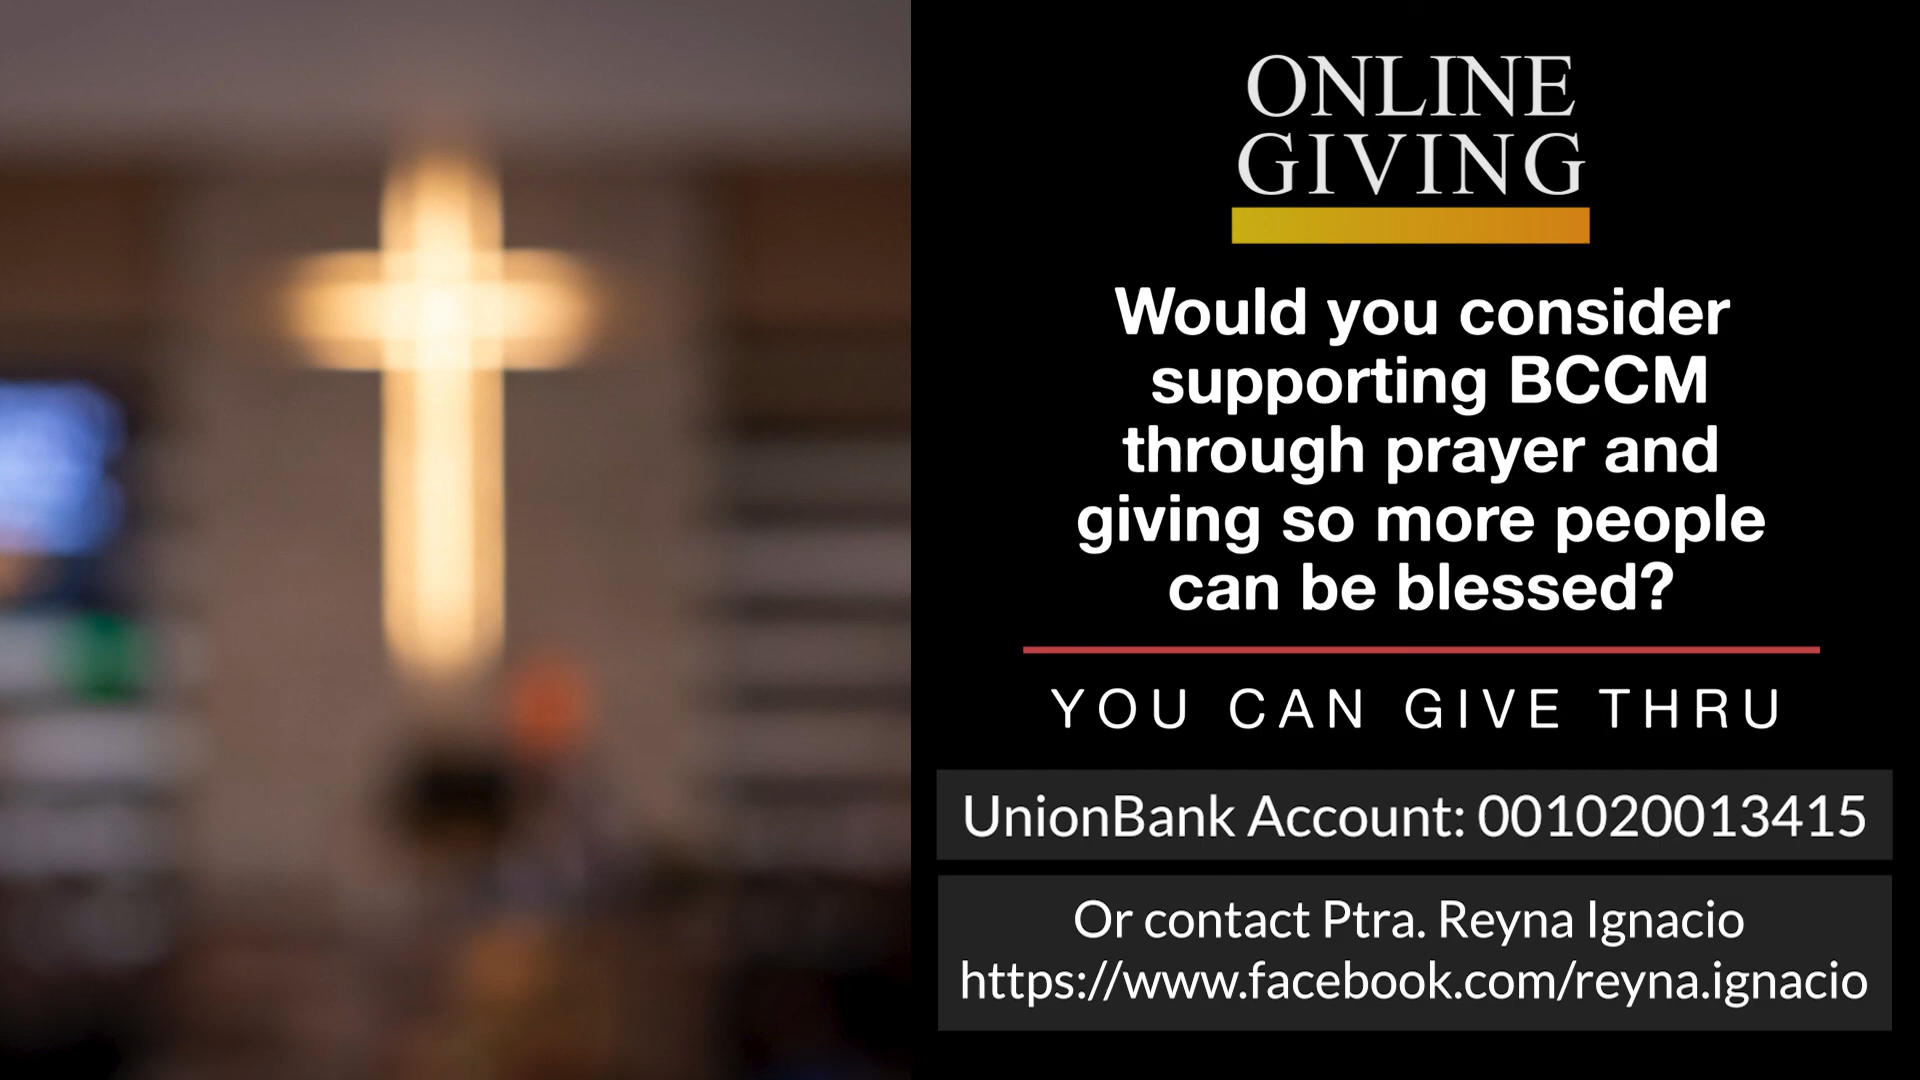 ONLINE
GIVING
Would you consider
supporting BCCM
through prayer and
giving so more people
can be blessed?
YOU CAN GIVE THRU
UnionBank Account: 001020013415
Or contact Ptra. Reyna Ignacio
https://www.facebook.com/reyna.ignacio